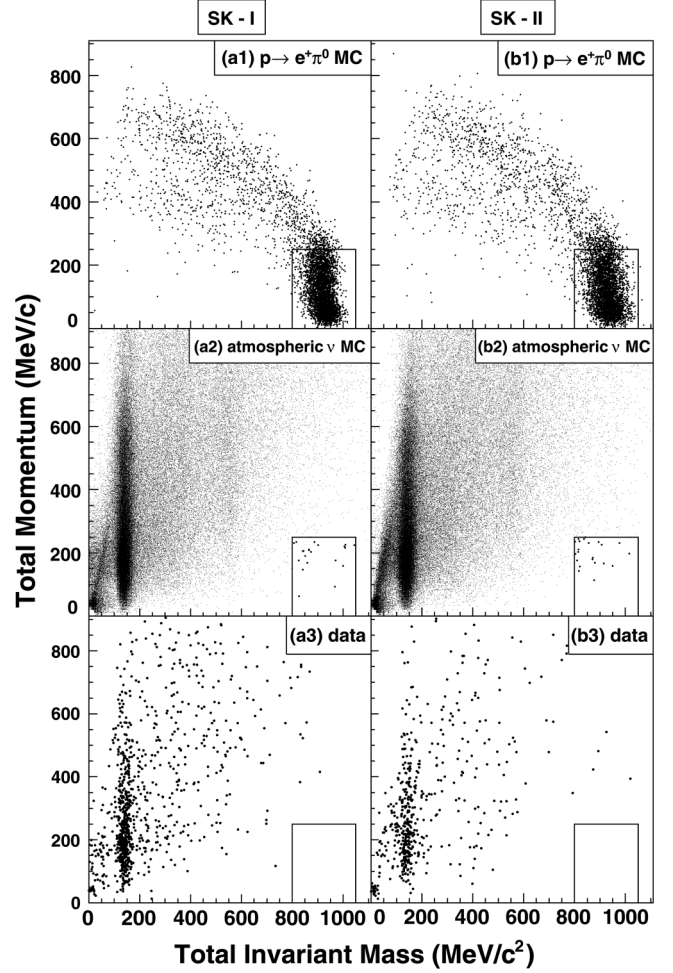 SK - I
SK - II
(a1) p→ e⁺π⁰ MC
(b1) p→ e⁺π⁰ MC
800
600
400
200
0
(a2) atmospheric ν MC
(b2) atmospheric ν MC
800
600
400
200
0
(a3) data
(b3) data
800
600
400
200
0
0 200 400 600 800 1000 0 200 400 600 800 1000
Total Momentum (MeV/c)
Total Invariant Mass (MeV/c²)